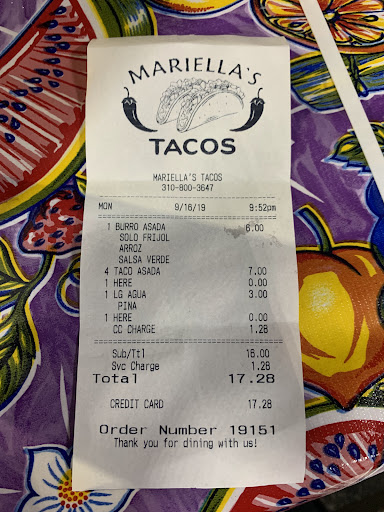 MARIELLA'S
TACOS
MARIELLA'S TACOS
310-800-3647
MON 9/16/19 9:52pm
1 BURRO ASADA 6.00
SOLO FRIJOL
ARROZ
SALSA VERDE
4 TACO ASADA 7.00
1 HERE 0.00
1 LG AGUA 3.00
PINA
1 HERE 0.00
CC CHARGE 1.28
Sub/Ttl 16.00
Svc Charge 1.28
Total 17.28
CREDIT CARD 17.28
Order Number 19151
Thank you for dining with us!